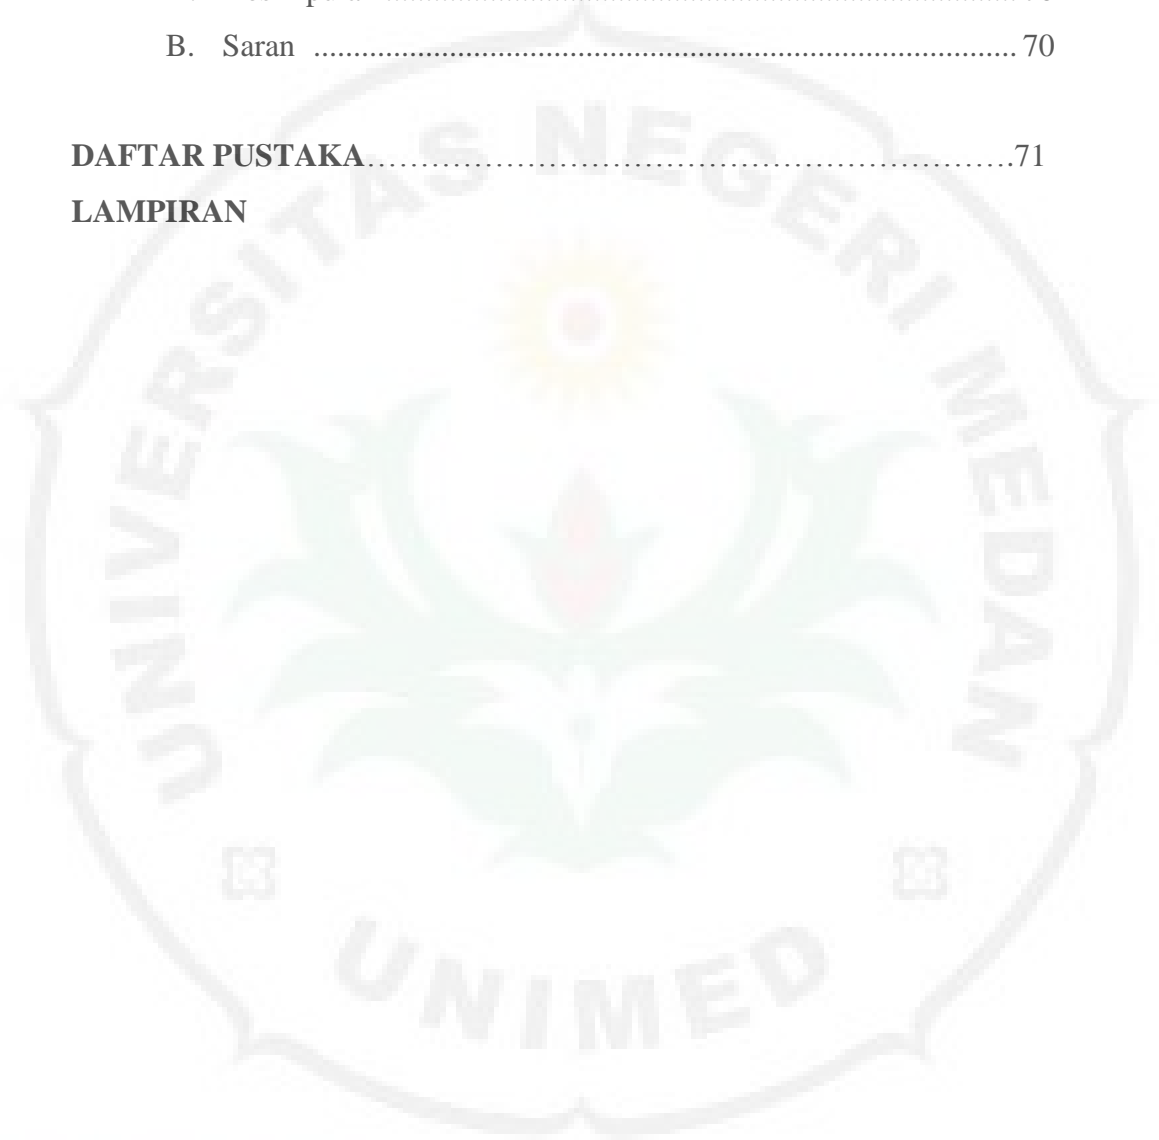 B. Saran ........................................................................................ 70
DAFTAR PUSTAKA……………………………………………………………….71
LAMPIRAN
UNIVERSITAS NEGERI MEDAN
UNIMED